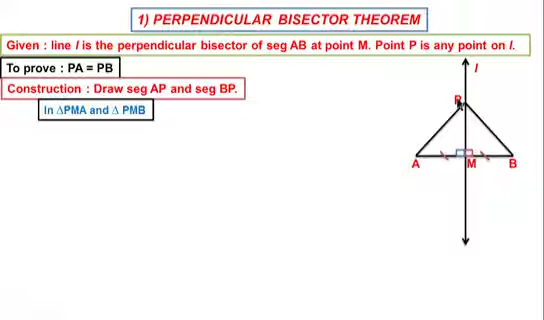 1) PERPENDICULAR BISECTOR THEOREM
Given : line l is the perpendicular bisector of seg AB at point M. Point P is any point on l.
To prove : PA = PB
l
Construction : Draw seg AP and seg BP.
P
In ∆PMA and ∆ PMB
A M B